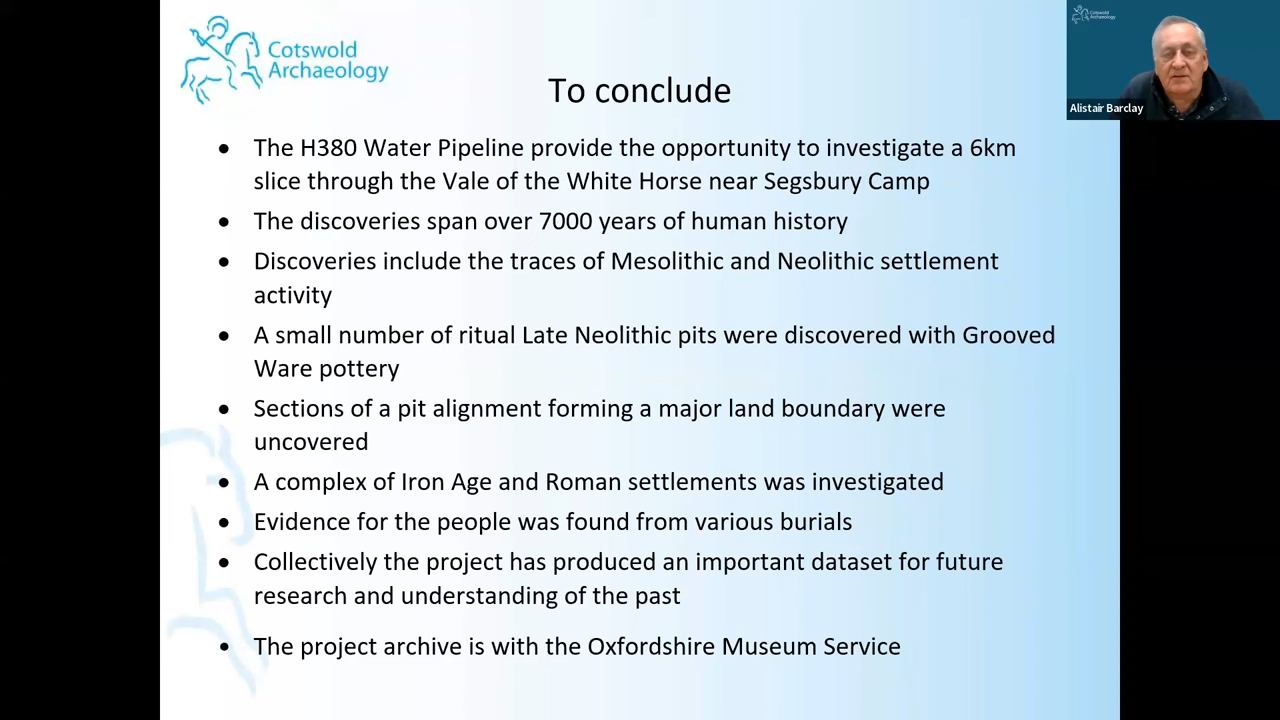 Cotswold
Archaeology
To conclude
• The H380 Water Pipeline provide the opportunity to investigate a 6km
slice through the Vale of the White Horse near Segsbury Camp
• The discoveries span over 7000 years of human history
• Discoveries include the traces of Mesolithic and Neolithic settlement
activity
• A small number of ritual Late Neolithic pits were discovered with Grooved
Ware pottery
• Sections of a pit alignment forming a major land boundary were
uncovered
• A complex of Iron Age and Roman settlements was investigated
• Evidence for the people was found from various burials
• Collectively the project has produced an important dataset for future
research and understanding of the past
• The project archive is with the Oxfordshire Museum Service
Cotswold
Archaeology
Alistair Barclay